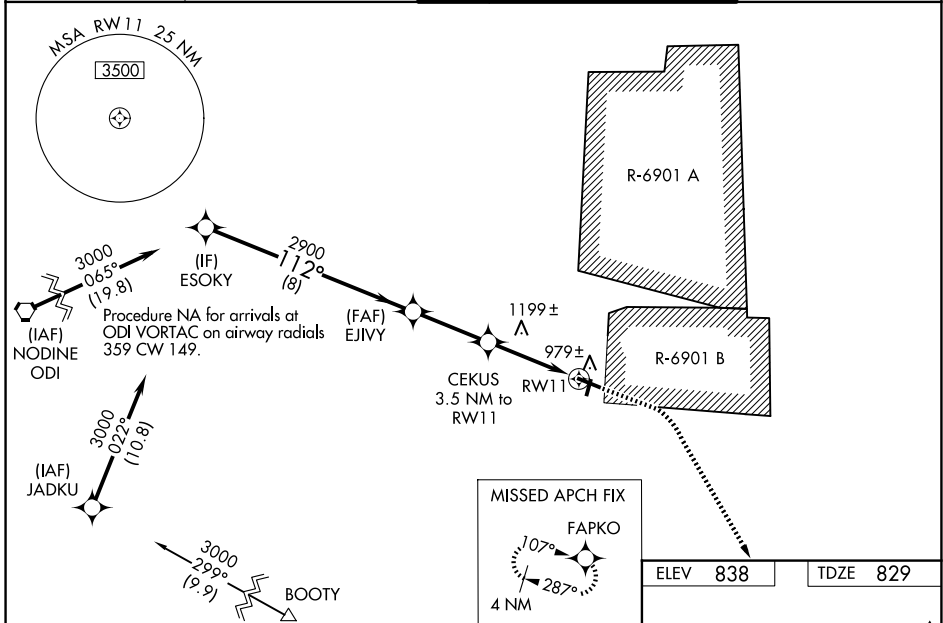 MSA RW11 25 NM
3500
R-6901 A
(IF)
ESOKY
2900
112°
(8)
3000
065°
(19.8)
(IAF)
NODINE
ODI
Procedure NA for arrivals at
ODI VORTAC on airway radials
359 CW 149.
(FAF)
EJIVY
1199±
979±
CEKUS
3.5 NM to
RW11
RW11
R-6901 B
3000
022°
(10.8)
(IAF)
JADKU
3000
299°
(9.9)
BOOTY
MISSED APCH FIX
FAPKO
107°
287°
4 NM
ELEV 838
TDZE 829